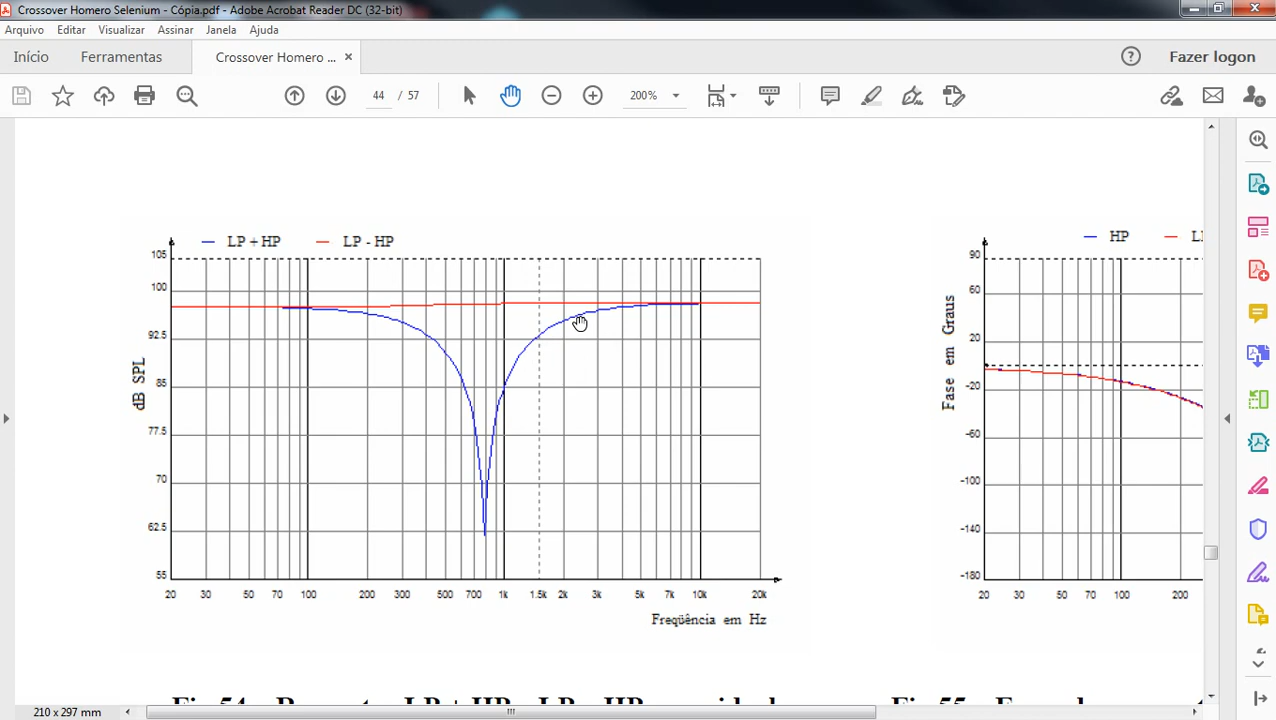 Crossover Homero Selenium - Cópia.pdf - Adobe Acrobat Reader DC (32-bit)
Arquivo Editar Visualizar Assinar Janela Ajuda
Início Ferramentas Crossover Homero ... × Fazer logon
44 / 57 200%
LP + HP LP - HP
105
100
92.5
85
77.5
70
62.5
55
dB SPL
20 30 50 70 100 200 300 500 700 1k 1.5k 2k 3k 5k 7k 10k 20k
Freqüência em Hz
HP
90
60
20
-20
-60
-100
-140
-180
Fase em Graus
20 30 50 100 200
210 x 297 mm